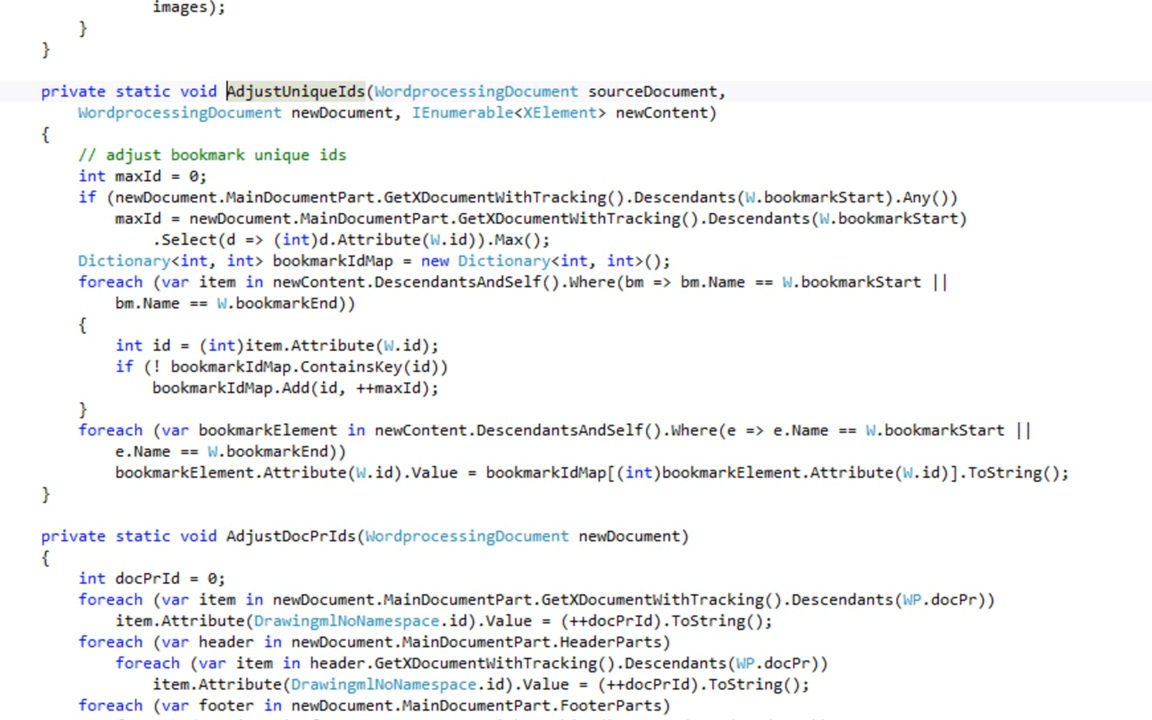 images);
}
}
private static void AdjustUniqueIds(WordprocessingDocument sourceDocument,
WordprocessingDocument newDocument, IEnumerable<XElement> newContent)
{
// adjust bookmark unique ids
int maxId = 0;
if (newDocument.MainDocumentPart.GetXDocumentWithTracking().Descendants(W.bookmarkStart).Any())
maxId = newDocument.MainDocumentPart.GetXDocumentWithTracking().Descendants(W.bookmarkStart)
.Select(d => (int)d.Attribute(W.id)).Max();
Dictionary<int, int> bookmarkIdMap = new Dictionary<int, int>();
foreach (var item in newContent.DescendantsAndSelf().Where(bm => bm.Name == W.bookmarkStart ||
bm.Name == W.bookmarkEnd))
{
int id = (int)item.Attribute(W.id);
if (! bookmarkIdMap.ContainsKey(id))
bookmarkIdMap.Add(id, ++maxId);
}
foreach (var bookmarkElement in newContent.DescendantsAndSelf().Where(e => e.Name == W.bookmarkStart ||
e.Name == W.bookmarkEnd))
bookmarkElement.Attribute(W.id).Value = bookmarkIdMap[(int)bookmarkElement.Attribute(W.id)].ToString();
}
private static void AdjustDocPrIds(WordprocessingDocument newDocument)
{
int docPrId = 0;
foreach (var item in newDocument.MainDocumentPart.GetXDocumentWithTracking().Descendants(WP.docPr))
item.Attribute(DrawingmlNoNamespace.id).Value = (++docPrId).ToString();
foreach (var header in newDocument.MainDocumentPart.HeaderParts)
foreach (var item in header.GetXDocumentWithTracking().Descendants(WP.docPr))
item.Attribute(DrawingmlNoNamespace.id).Value = (++docPrId).ToString();
foreach (var footer in newDocument.MainDocumentPart.FooterParts)